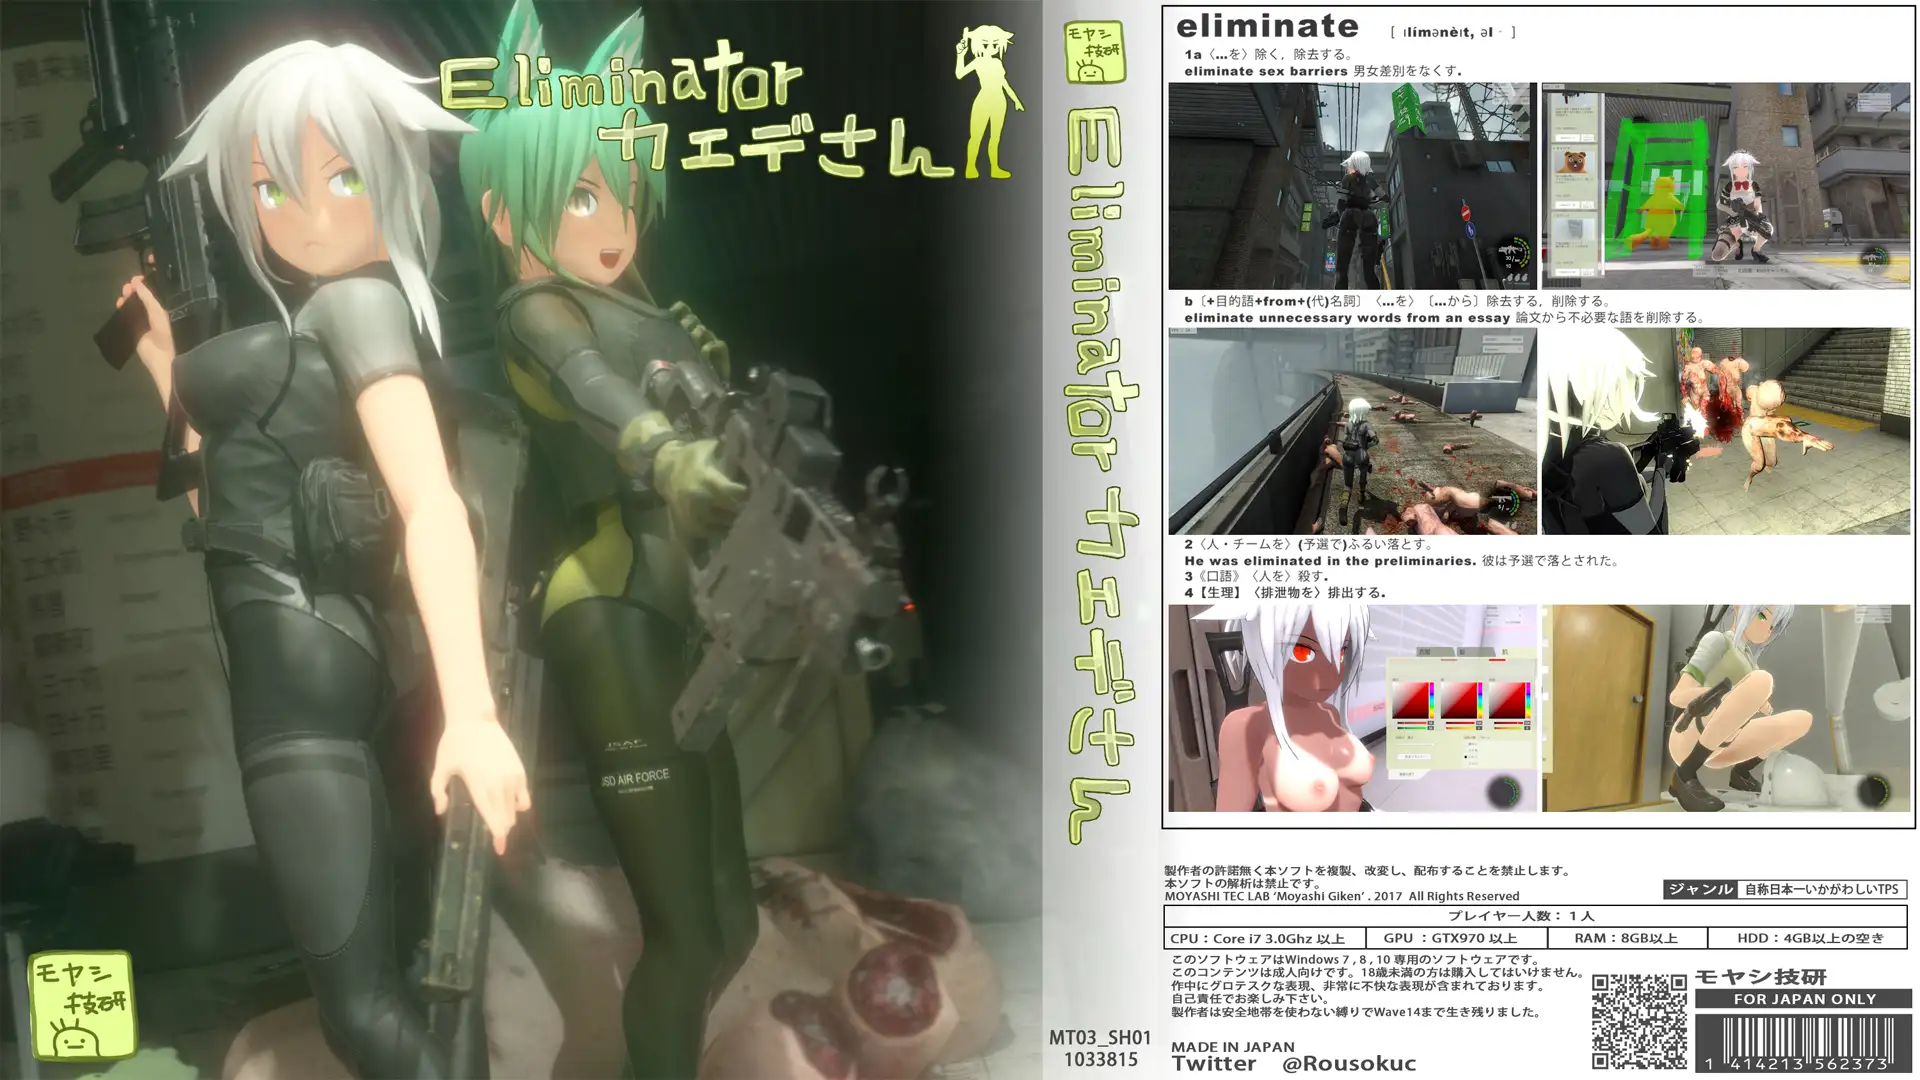 Eliminator
カエデさん
モヤシ
技研
USD AIR FORCE
モヤシ
技研
Eliminator カエデさん
MT03_SH01
1033815
eliminate [ ɪlímənèɪt, əl‐ ]
1a〈…を〉除く，除去する。
eliminate sex barriers 男女差別をなくす.
b〔+目的語+from+(代)名詞〕〈…を〉〔…から〕除去する，削除する。
eliminate unnecessary words from an essay 論文から不必要な語を削除する。
2〈人・チームを〉(予選で)ふるい落とす。
He was eliminated in the preliminaries. 彼は予選で落とされた。
3《口語》〈人を〉殺す.
4【生理】〈排泄物を〉排出する.
製作者の許諾無く本ソフトを複製、改変し、配布することを禁止します。
本ソフトの解析は禁止です。
MOYASHI TEC LAB ‘Moyashi Giken’ . 2017 All Rights Reserved
ジャンル 自称日本一いかがわしいTPS
プレイヤー人数： 1 人
CPU：Core i7 3.0Ghz 以上 GPU ：GTX970 以上 RAM：8GB以上 HDD：4GB以上の空き
このソフトウェアはWindows 7 , 8 , 10 専用のソフトウェアです。
このコンテンツは成人向けです。18歳未満の方は購入してはいけません。
作中にグロテスクな表現、非常に不快な表現が含まれております。
自己責任でお楽しみ下さい。
製作者は安全地帯を使わない縛りでWave14まで生き残りました。
MADE IN JAPAN
Twitter @Rousokuc
モヤシ技研
FOR JAPAN ONLY
1 414213 562373